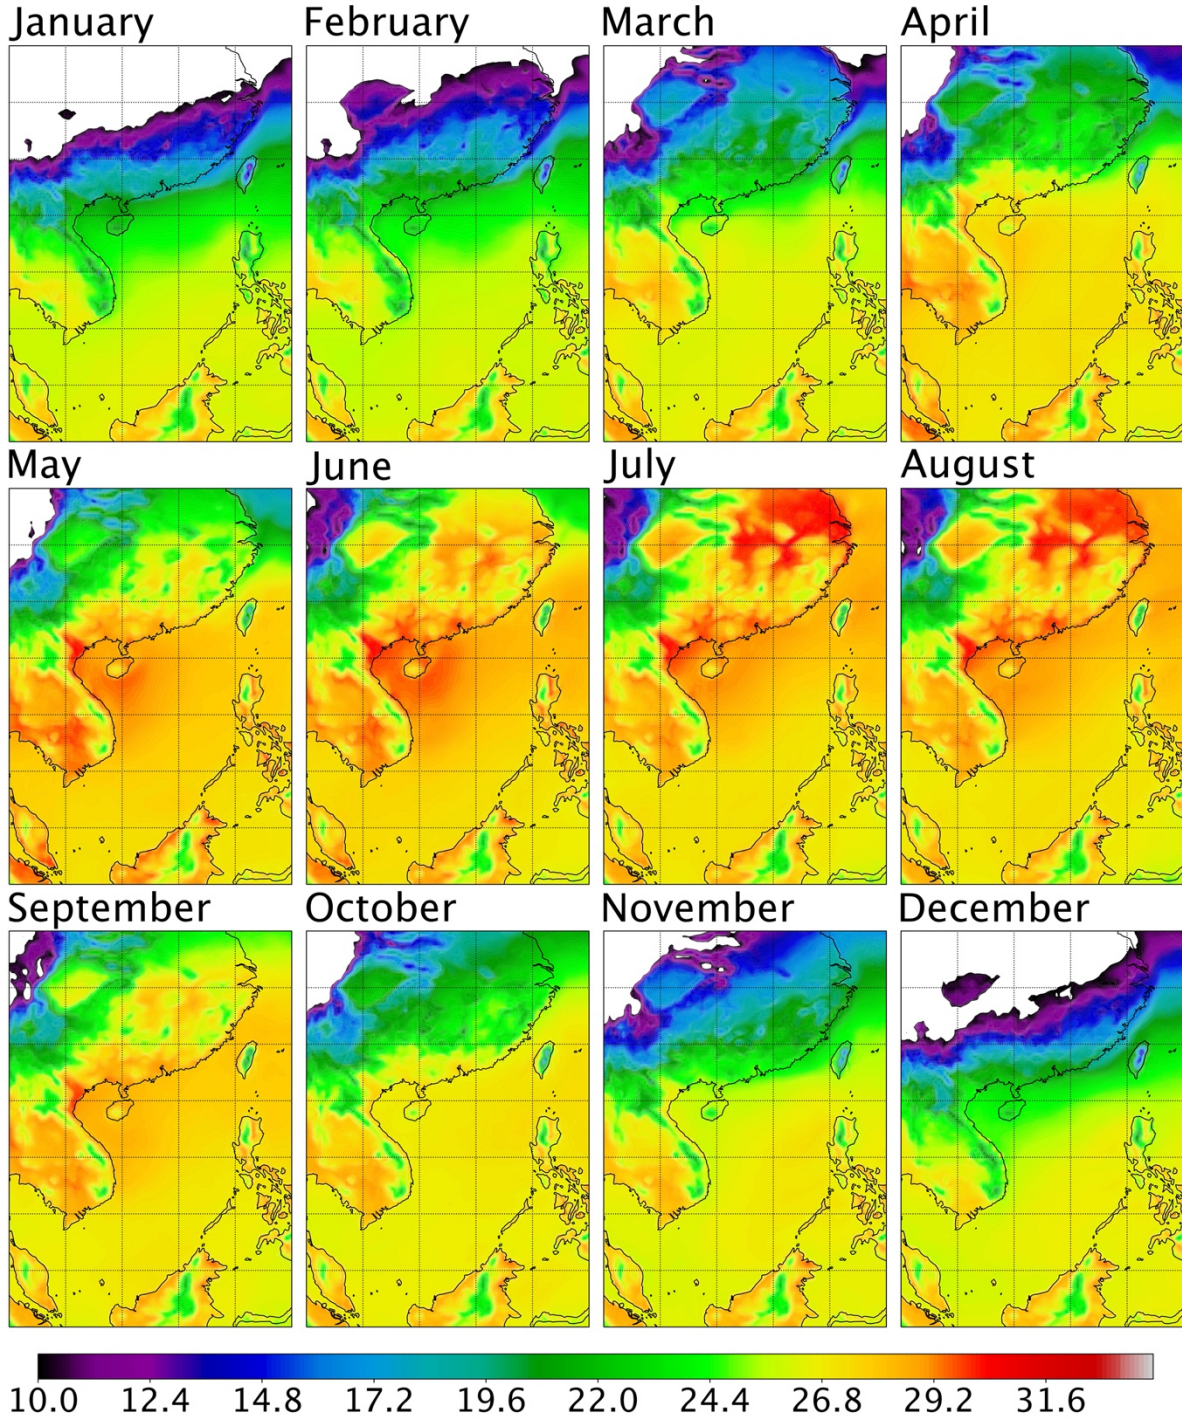 January February March April
May June July August
September October November December
10.0 12.4 14.8 17.2 19.6 22.0 24.4 26.8 29.2 31.6